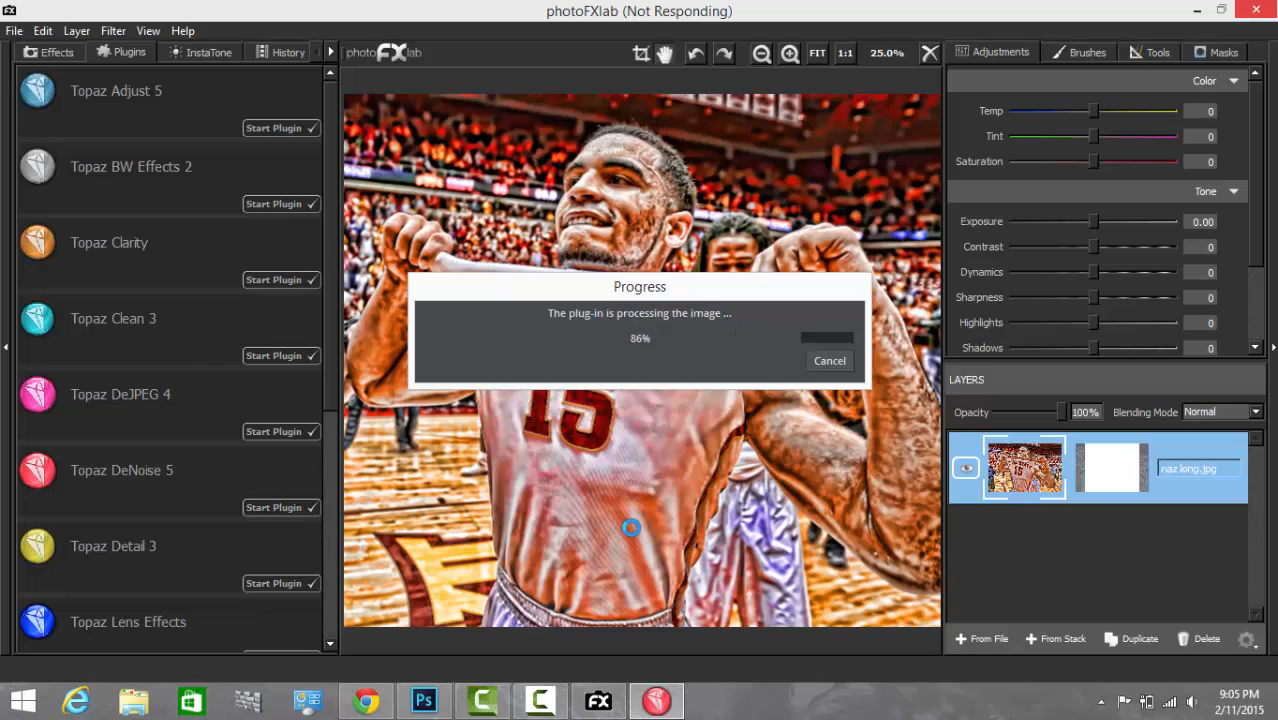 photoFXlab (Not Responding)
File Edit Layer Filter View Help
Effects Plugins InstaTone History
photo FX lab
FIT 1:1 25.0%
Adjustments Brushes Tools Masks
Topaz Adjust 5
Start Plugin
Topaz BW Effects 2
Start Plugin
Topaz Clarity
Start Plugin
Topaz Clean 3
Start Plugin
Topaz DeJPEG 4
Start Plugin
Topaz DeNoise 5
Start Plugin
Topaz Detail 3
Start Plugin
Topaz Lens Effects
Progress
The plug-in is processing the image ...
86%
Cancel
15
Color
Temp 0
Tint 0
Saturation 0
Tone
Exposure 0.00
Contrast 0
Dynamics 0
Sharpness 0
Highlights 0
Shadows 0
LAYERS
Opacity 100% Blending Mode Normal
naz long.jpg
From File From Stack Duplicate Delete
Ps
FX
9:05 PM
2/11/2015